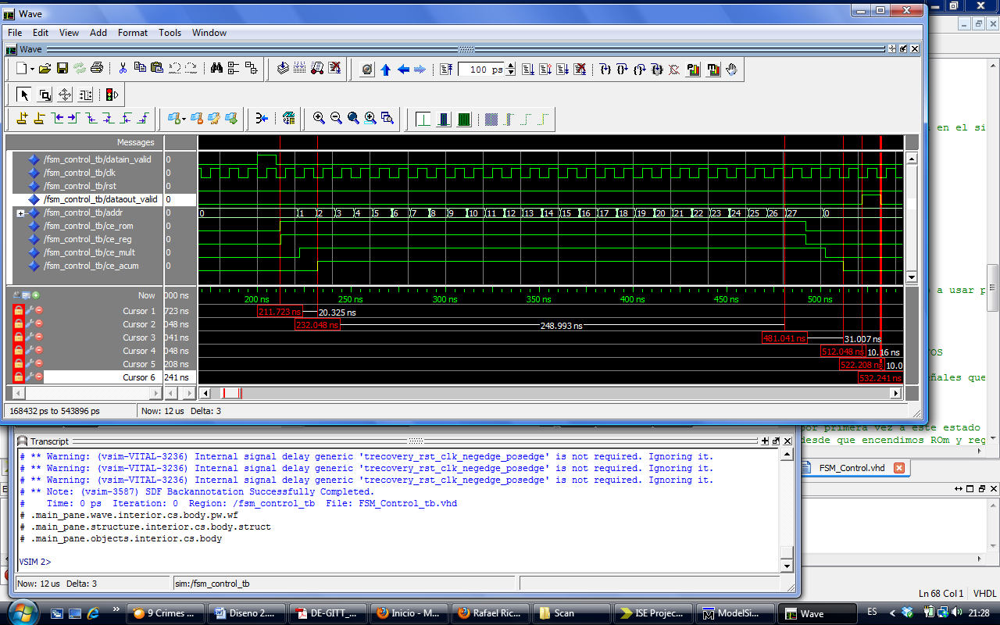 Wave
File Edit View Add Format Tools Window
Wave
100 ps
Messages
/fsm_control_tb/datain_valid 0
/fsm_control_tb/clk 0
/fsm_control_tb/rst 0
/fsm_control_tb/dataout_valid 0
/fsm_control_tb/addr 0 0 1 2 3 4 5 6 7 8 9 10 11 12 13 14 15 16 17 18 19 20 21 22 23 24 25 26 27 0
/fsm_control_tb/ce_rom 0
/fsm_control_tb/ce_reg 0
/fsm_control_tb/ce_mult 0
/fsm_control_tb/ce_acum 0
Now 000 ns 200 ns 250 ns 300 ns 350 ns 400 ns 450 ns 500 ns
Cursor 1 723 ns 211.723 ns 20.325 ns
Cursor 2 048 ns 232.048 ns 248.993 ns
Cursor 3 041 ns 481.041 ns 31.007 ns
Cursor 4 048 ns 512.048 ns 10.16 ns
Cursor 5 208 ns 522.208 ns 10.0
Cursor 6 241 ns 532.241 ns
168432 ps to 543896 ps Now: 12 us Delta: 3
a en el si
a usar p
OS
eñales que
por primera vez a este estado
desde que encendimos ROm y reg
FSM_Control.vhd
Transcript
# ** Warning: (vsim-VITAL-3236) Internal signal delay generic 'trecovery_rst_clk_negedge_posedge' is not required. Ignoring it.
# ** Warning: (vsim-VITAL-3236) Internal signal delay generic 'trecovery_rst_clk_negedge_posedge' is not required. Ignoring it.
# ** Warning: (vsim-VITAL-3236) Internal signal delay generic 'trecovery_rst_clk_negedge_posedge' is not required. Ignoring it.
# ** Note: (vsim-3587) SDF Backannotation Successfully Completed.
#    Time: 0 ps  Iteration: 0  Region: /fsm_control_tb  File: FSM_Control_tb.vhd
# .main_pane.wave.interior.cs.body.pw.wf
# .main_pane.structure.interior.cs.body.struct
# .main_pane.objects.interior.cs.body
VSIM 2>
Now: 12 us Delta: 3 sim:/fsm_control_tb
Ln 68 Col 1 VHDL
9 Crimes ... Diseno 2.... DE-GITT_... Inicio - M... Rafael Ric... Scan ISE Projec... ModelSi... Wave ES 21:28